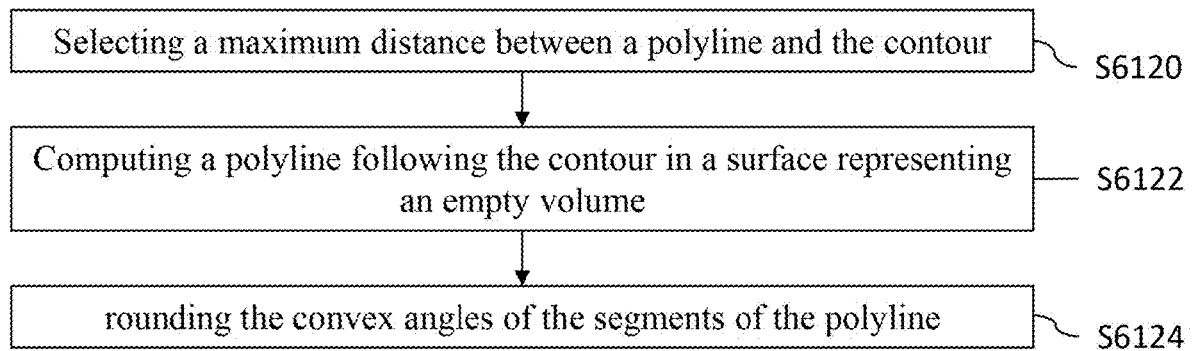 Selecting a maximum distance between a polyline and the contour
S6120
Computing a polyline following the contour in a surface representing
an empty volume
S6122
rounding the convex angles of the segments of the polyline
S6124